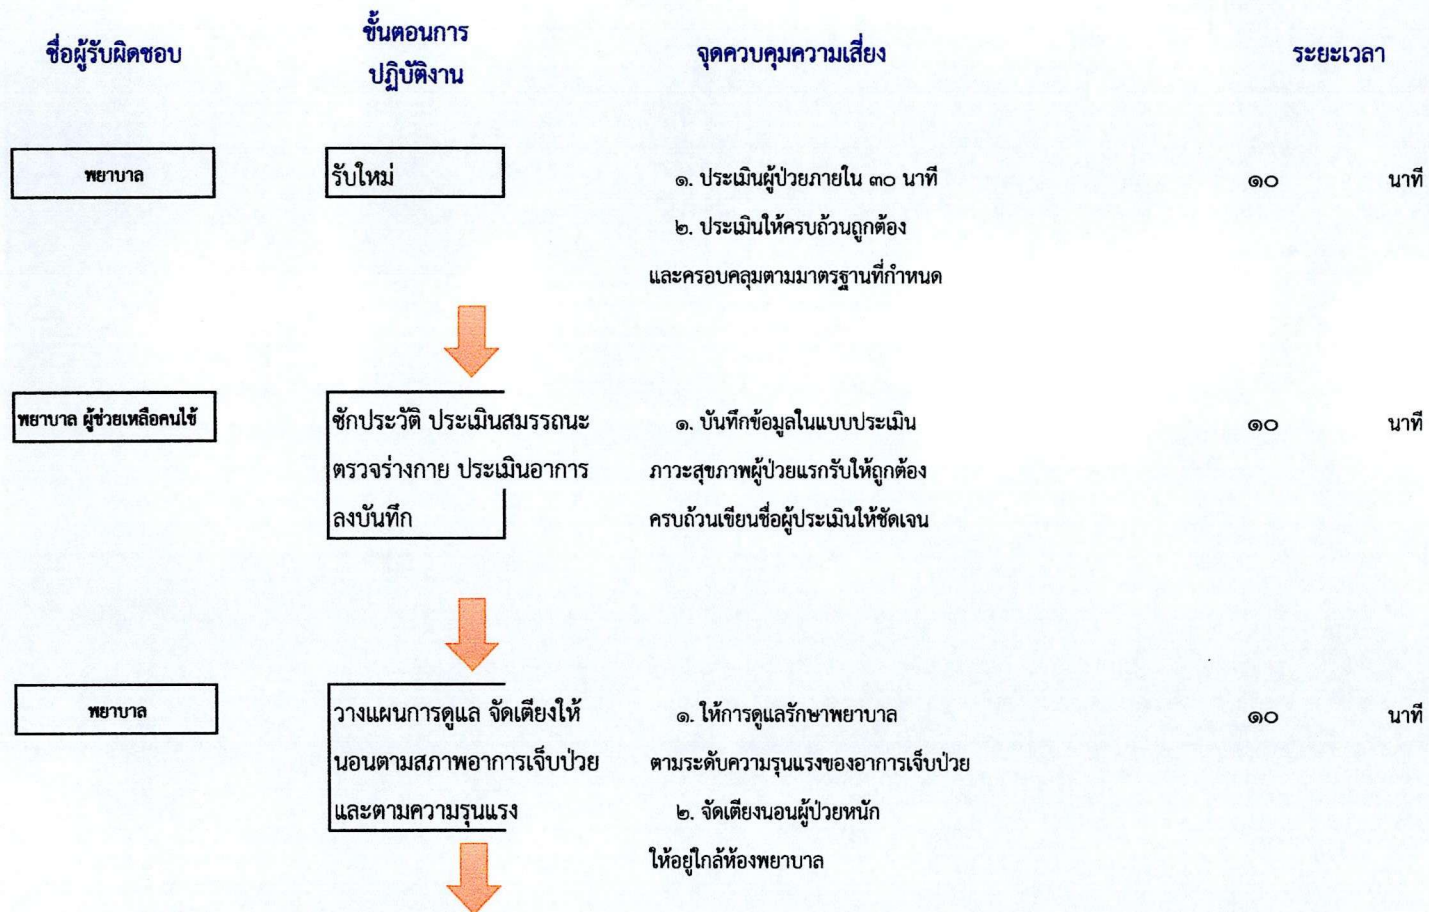 ชื่อผู้รับผิดชอบ
ขั้นตอนการ
ปฏิบัติงาน
จุดควบคุมความเสี่ยง
ระยะเวลา
พยาบาล
รับใหม่
๑. ประเมินผู้ป่วยภายใน ๓๐ นาที
๑๐ นาที
๒. ประเมินให้ครบถ้วนถูกต้อง
และครอบคลุมตามมาตรฐานที่กำหนด
พยาบาล ผู้ช่วยเหลือคนไข้
ซักประวัติ ประเมินสมรรถนะ
ตรวจร่างกาย ประเมินอาการ
ลงบันทึก
๑. บันทึกข้อมูลในแบบประเมิน
ภาวะสุขภาพผู้ป่วยแรกรับให้ถูกต้อง
ครบถ้วนเขียนชื่อผู้ประเมินให้ชัดเจน
๑๐ นาที
พยาบาล
วางแผนการดูแล จัดเตียงให้
นอนตามสภาพอาการเจ็บป่วย
และตามความรุนแรง
๑. ให้การดูแลรักษาพยาบาล
ตามระดับความรุนแรงของอาการเจ็บป่วย
๒. จัดเตียงนอนผู้ป่วยหนัก
ให้อยู่ใกล้ห้องพยาบาล
๑๐ นาที